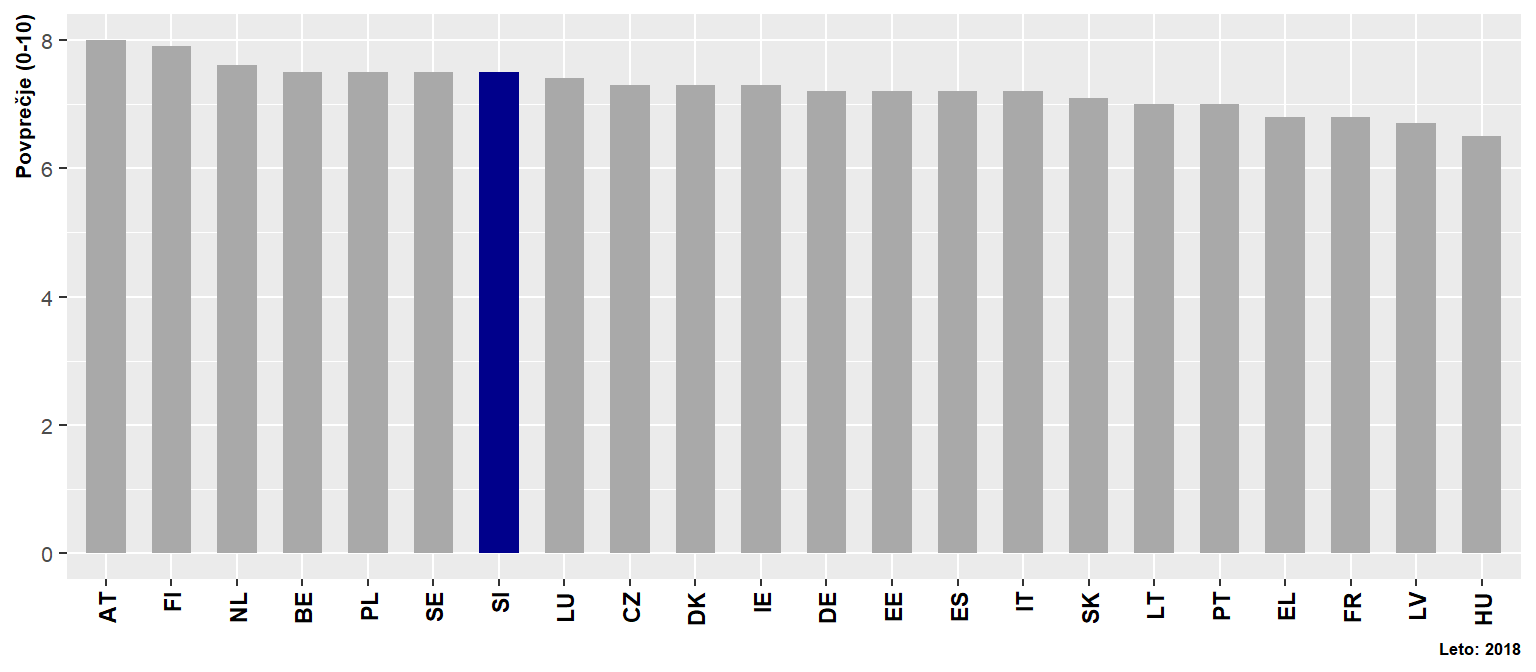 Povprečje (0-10)
8
6
4
2
0
AT FI NL BE PL SE SI LU CZ DK IE DE EE ES IT SK LT PT EL FR LV HU
Leto: 2018